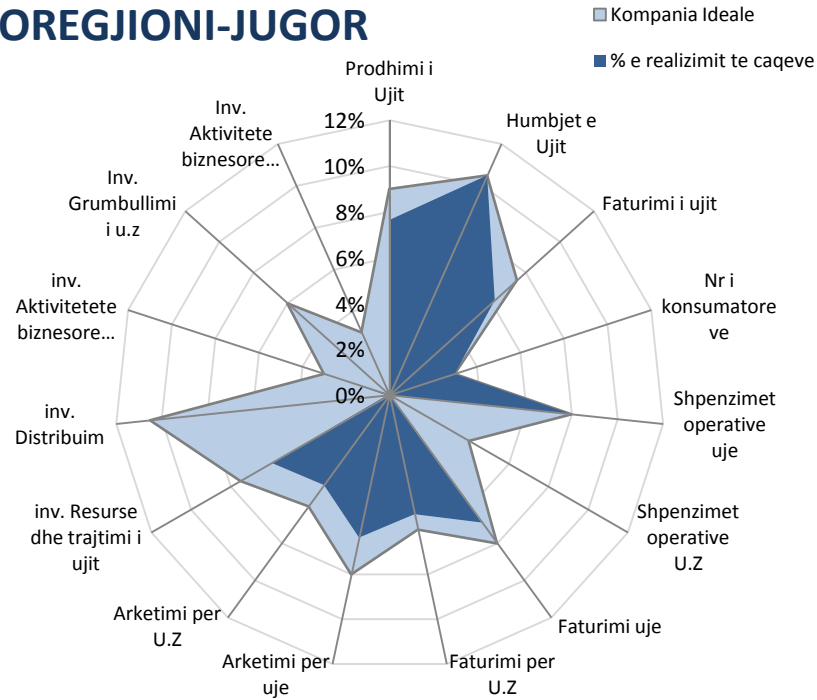 OREGJIONI-JUGOR
Kompania Ideale
% e realizimit te caqeve
Prodhimi i
Ujit
Humbjet e
Ujit
Faturimi i ujit
Nr i
konsumatore
ve
Shpenzimet
operative
uje
Shpenzimet
operative
U.Z
Faturimi uje
Faturimi per
U.Z
Arketimi per
uje
Arketimi per
U.Z
inv. Resurse
dhe trajtimi i
ujit
inv.
Distribuim
inv.
Aktivitetete
biznesore...
Inv.
Grumbullimi
i u.z
Inv.
Aktivitete
biznesore...
12%
10%
8%
6%
4%
2%
0%